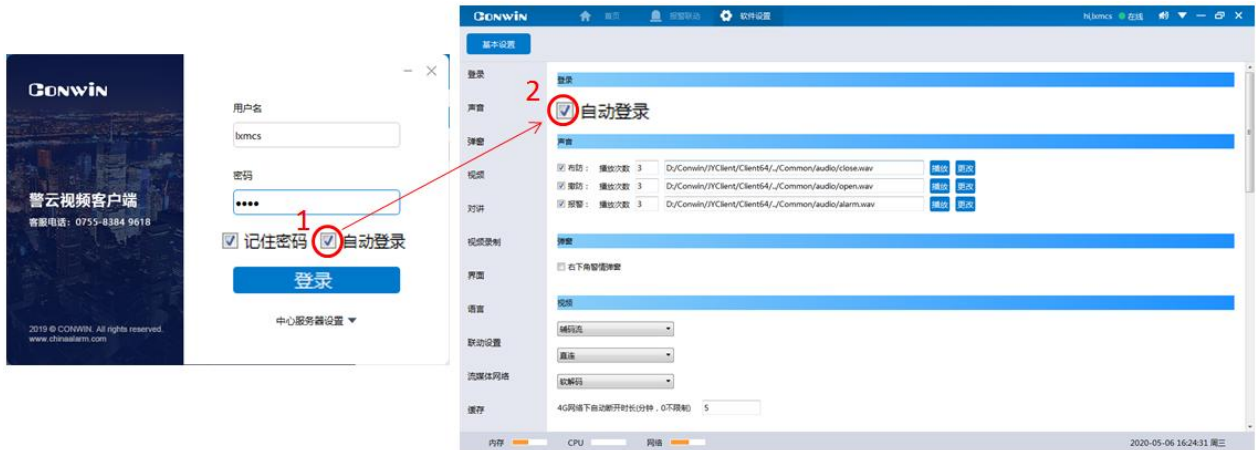 CONWIN
警云视频客户端
客服电话：0755-8384 9618
2019 © CONWIN. All rights reserved.
www.chinaalarm.com
用户名
lxmcs
密码
••••
1
记住密码 自动登录
登录
中心服务器设置 ▼
CONWIN 首页 报警联动 软件设置 hi,lxmcs 在线
基本设置
登录
声音
弹窗
视频
对讲
视频录制
界面
语言
联动设置
流媒体网络
缓存
2
登录
自动登录
声音
布防： 播放次数 3 D:/Conwin/JYClient/Client64/../Common/audio/close.wav 播放 更改
撤防： 播放次数 3 D:/Conwin/JYClient/Client64/../Common/audio/open.wav 播放 更改
报警： 播放次数 3 D:/Conwin/JYClient/Client64/../Common/audio/alarm.wav 播放 更改
弹窗
右下角警情弹窗
视频
辅码流
直连
软解码
4G网络下自动断开时长(分钟，0不限制) 5
内存 CPU 网络 2020-05-06 16:24:31 周三